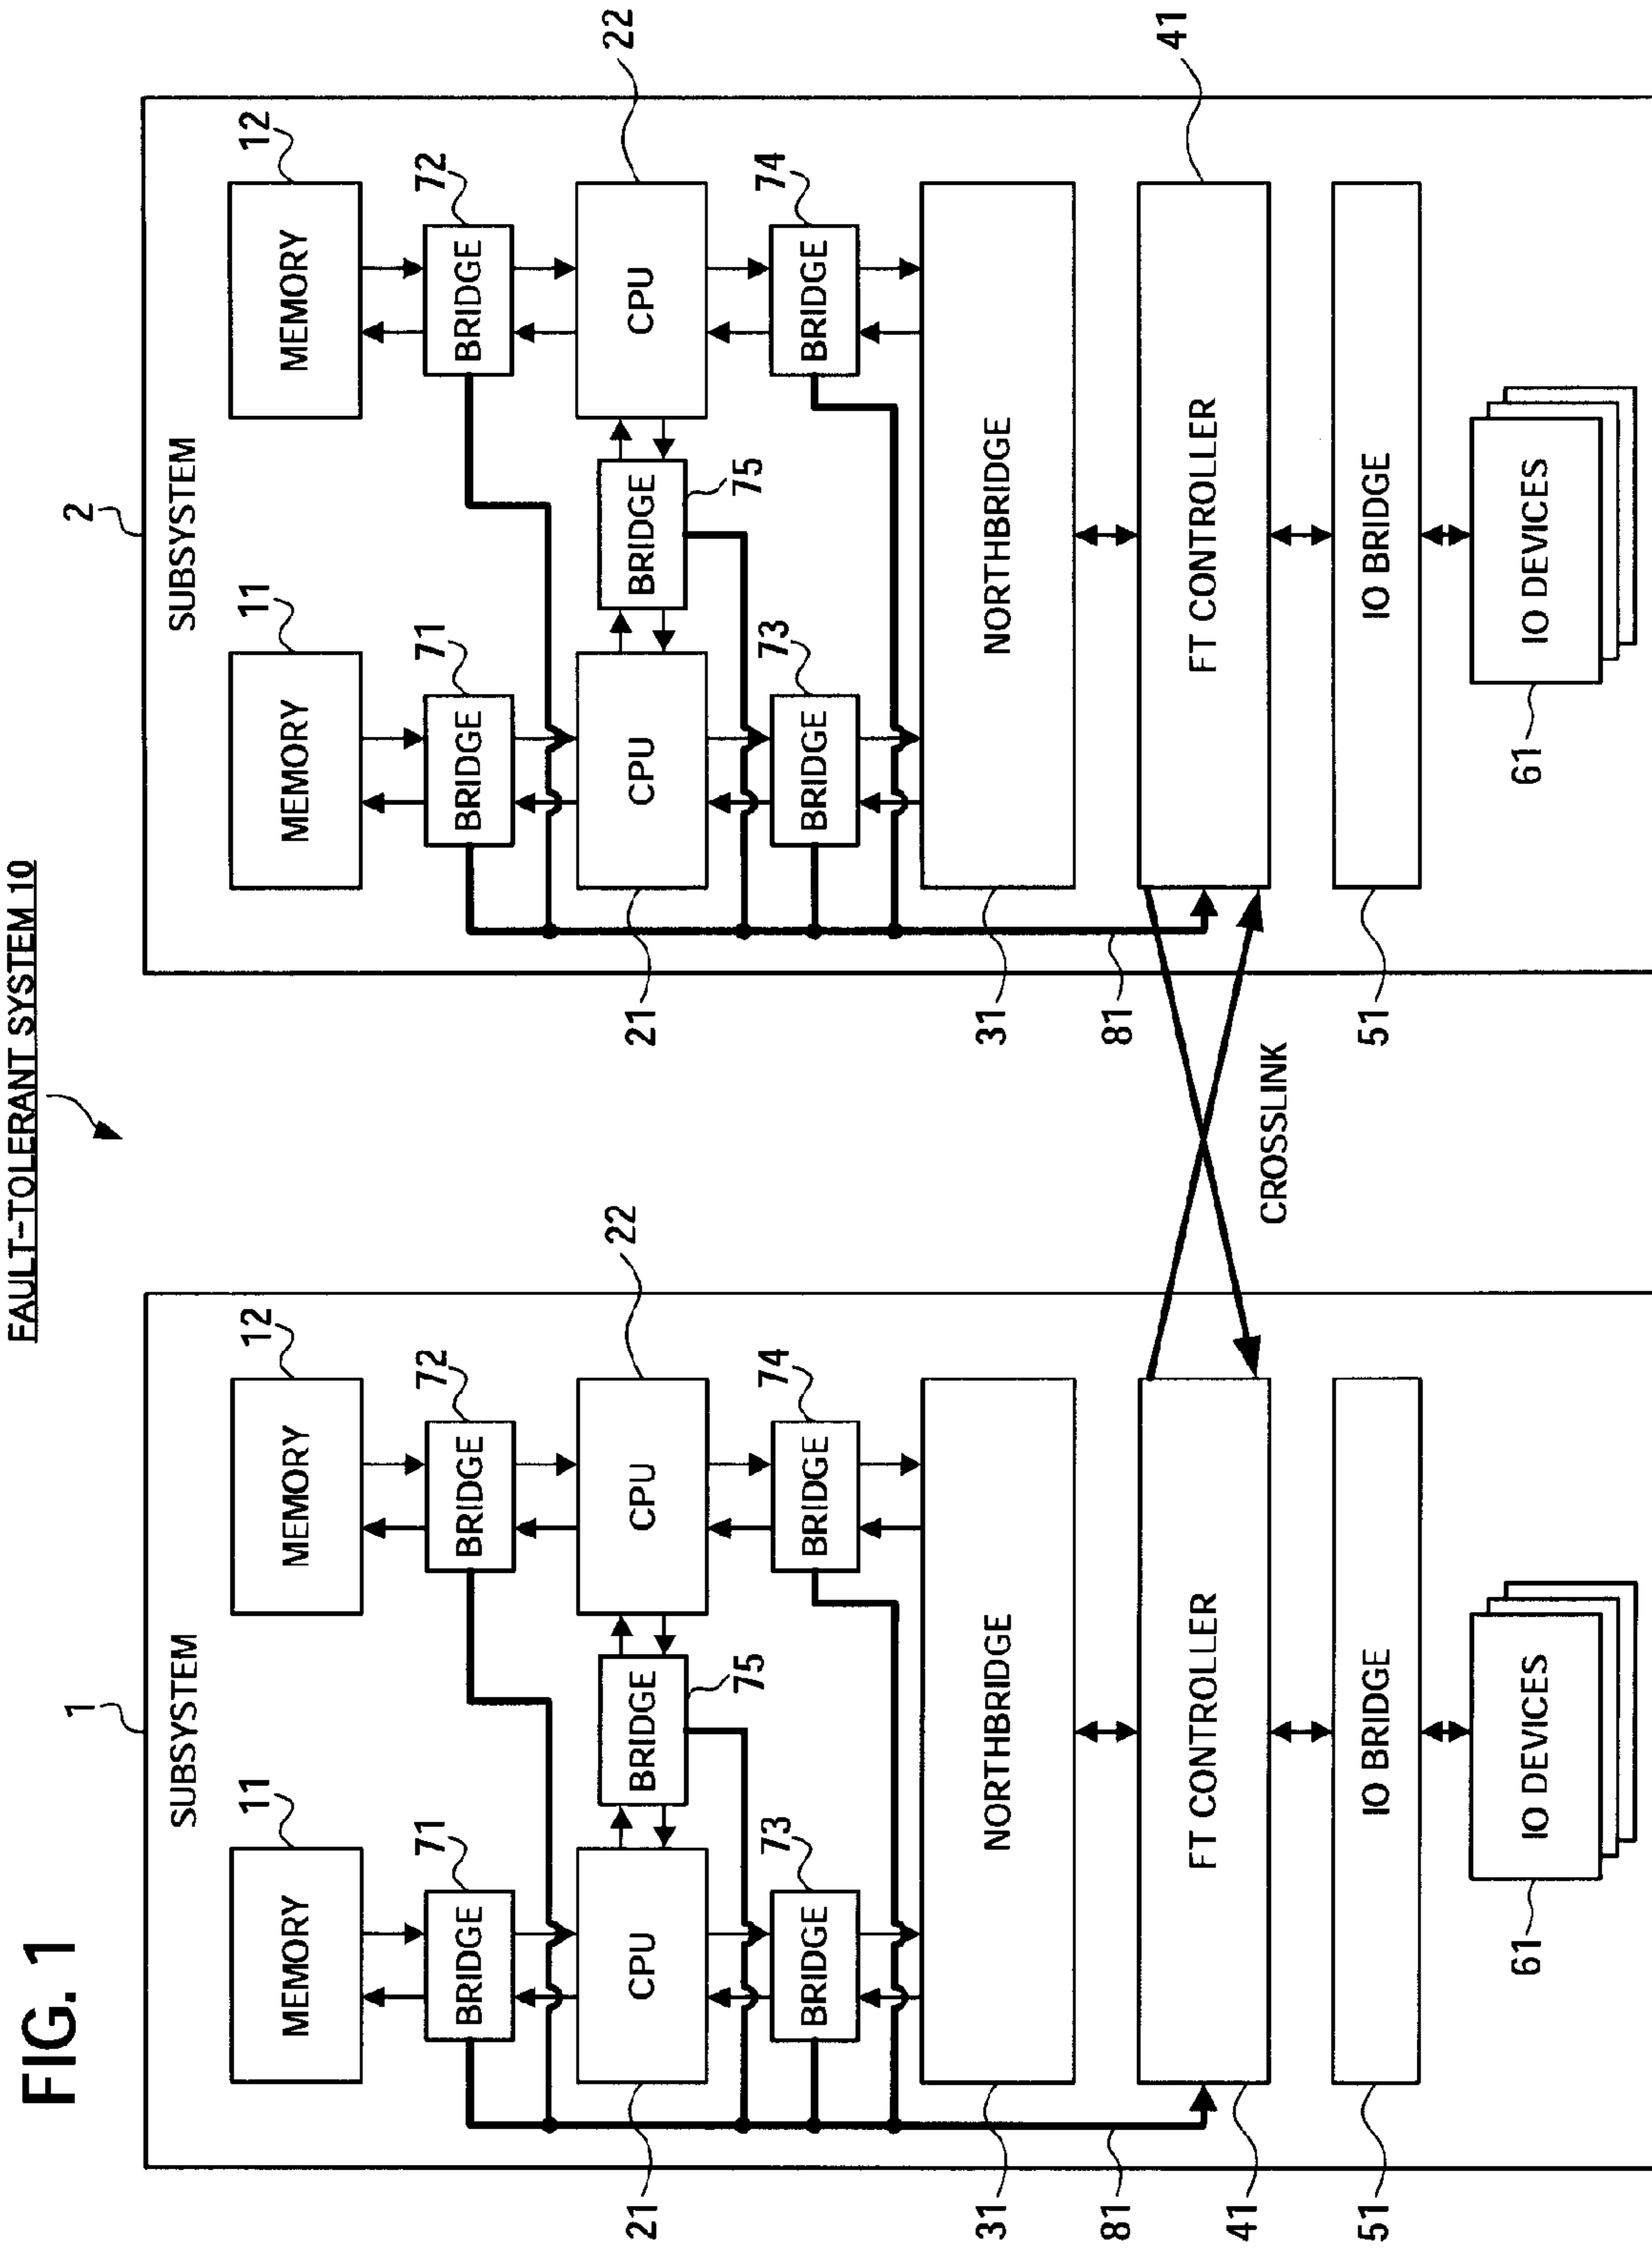 FIG. 1
FAULT-TOLERANT SYSTEM 10
1
SUBSYSTEM
11
MEMORY
12
MEMORY
71
BRIDGE
72
BRIDGE
21
CPU
BRIDGE
75
22
CPU
73
BRIDGE
74
BRIDGE
31
NORTHBRIDGE
81
41
FT CONTROLLER
51
IO BRIDGE
61
IO DEVICES
CROSSLINK
2
SUBSYSTEM
11
MEMORY
12
MEMORY
71
BRIDGE
72
BRIDGE
21
CPU
BRIDGE
75
22
CPU
73
BRIDGE
74
BRIDGE
31
NORTHBRIDGE
81
41
FT CONTROLLER
51
IO BRIDGE
61
IO DEVICES